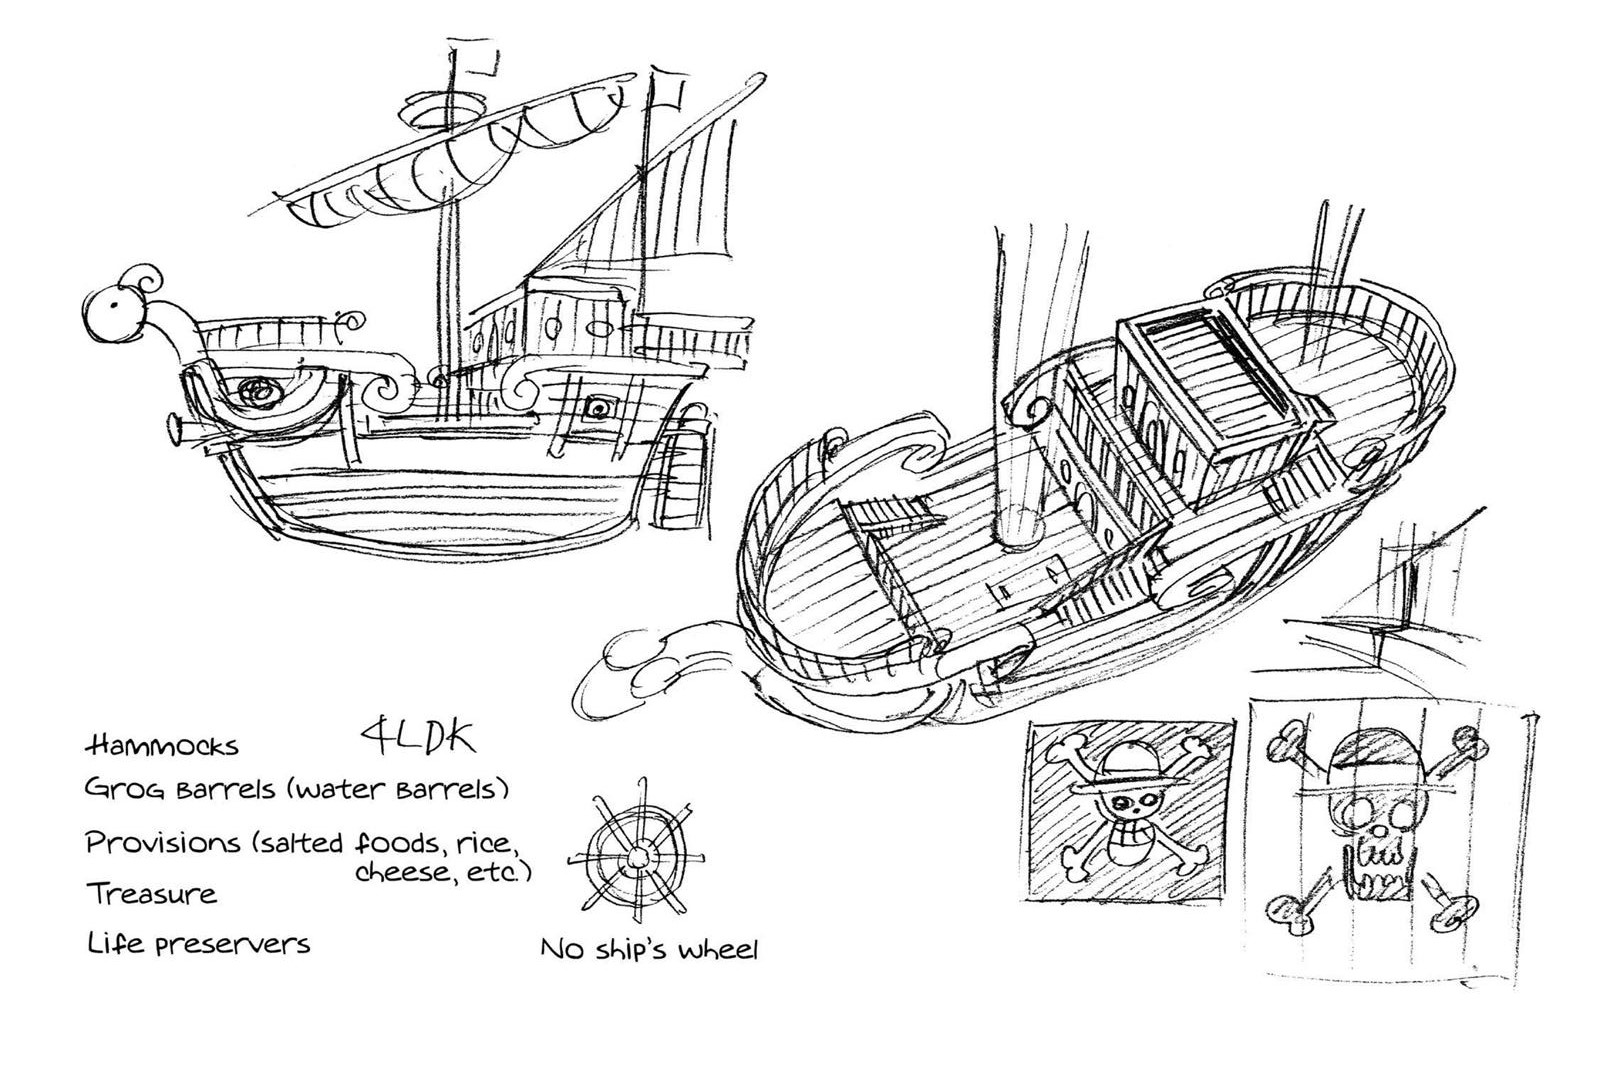 Hammocks
4LDK
Grog Barrels (water Barrels)
Provisions (salted foods, rice,
cheese, etc.)
Treasure
Life preservers
No ship's wheel